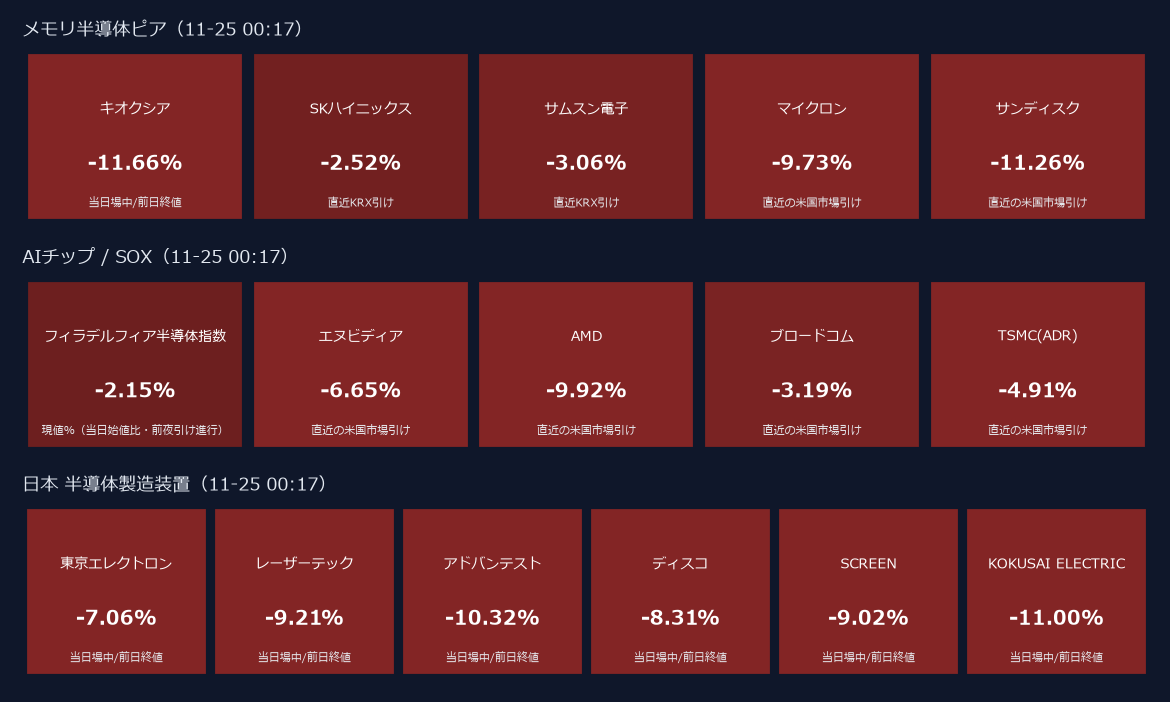 メモリ半導体ピア（11-25 00:17）
キオクシア
-11.66%
当日場中/前日終値
SKハイニックス
-2.52%
直近KRX引け
サムスン電子
-3.06%
直近KRX引け
マイクロン
-9.73%
直近の米国市場引け
サンディスク
-11.26%
直近の米国市場引け
AIチップ / SOX（11-25 00:17）
フィラデルフィア半導体指数
-2.15%
現値%（当日始値比・前夜引け進行）
エヌビディア
-6.65%
直近の米国市場引け
AMD
-9.92%
直近の米国市場引け
ブロードコム
-3.19%
直近の米国市場引け
TSMC(ADR)
-4.91%
直近の米国市場引け
日本 半導体製造装置（11-25 00:17）
東京エレクトロン
-7.06%
当日場中/前日終値
レーザーテック
-9.21%
当日場中/前日終値
アドバンテスト
-10.32%
当日場中/前日終値
ディスコ
-8.31%
当日場中/前日終値
SCREEN
-9.02%
当日場中/前日終値
KOKUSAI ELECTRIC
-11.00%
当日場中/前日終値